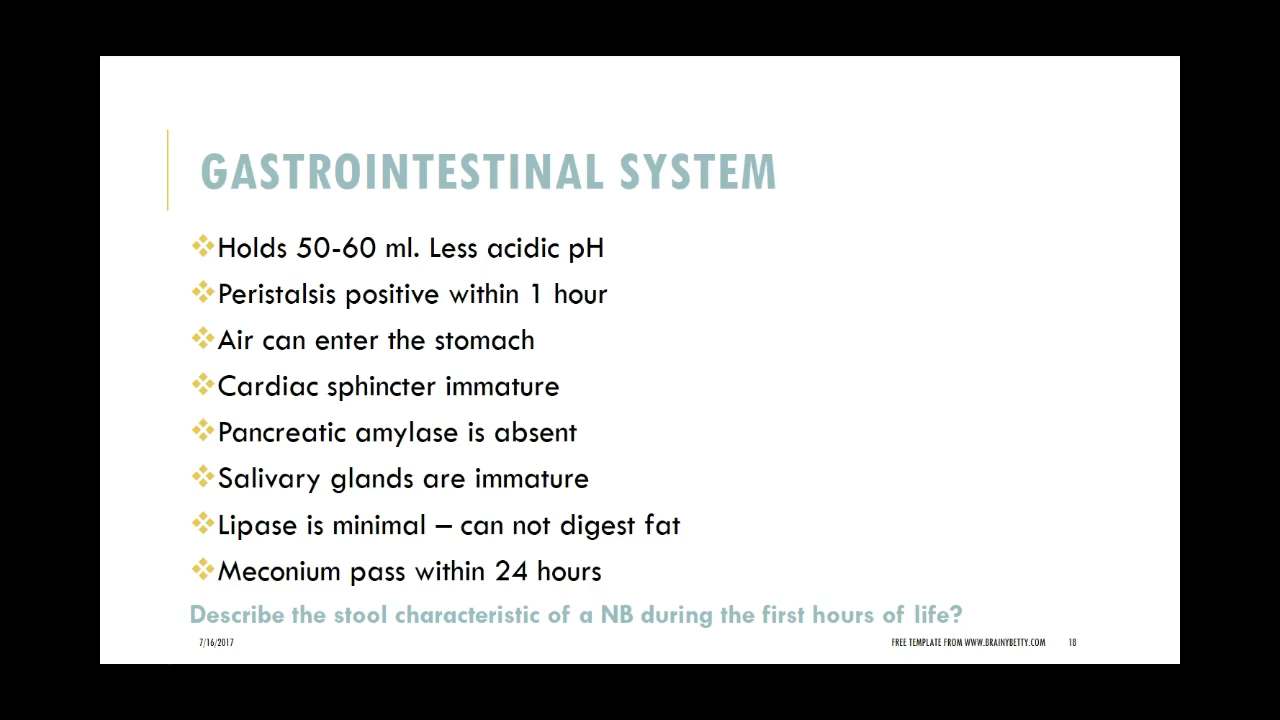 GASTROINTESTINAL SYSTEM
Holds 50-60 ml. Less acidic pH
Peristalsis positive within 1 hour
Air can enter the stomach
Cardiac sphincter immature
Pancreatic amylase is absent
Salivary glands are immature
Lipase is minimal – can not digest fat
Meconium pass within 24 hours
Describe the stool characteristic of a NB during the first hours of life?
7/16/2017 FREE TEMPLATE FROM WWW.BRAINYBETTY.COM 18